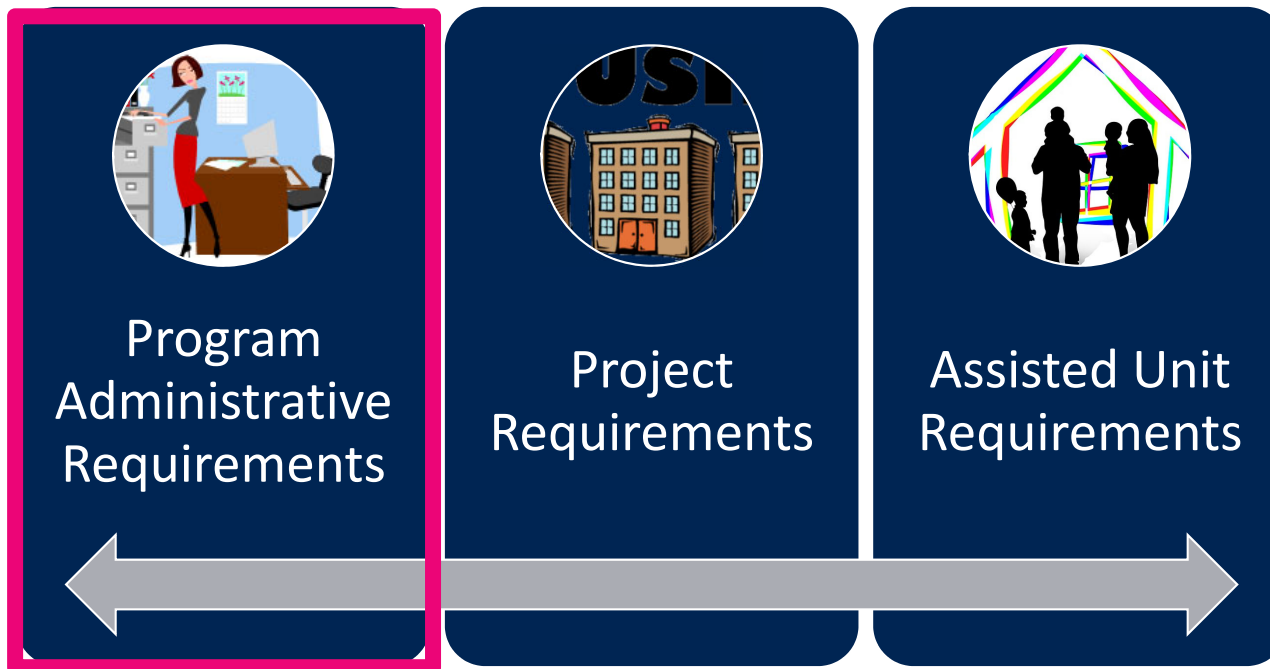 Program
Administrative
Requirements
Project
Requirements
Assisted Unit
Requirements